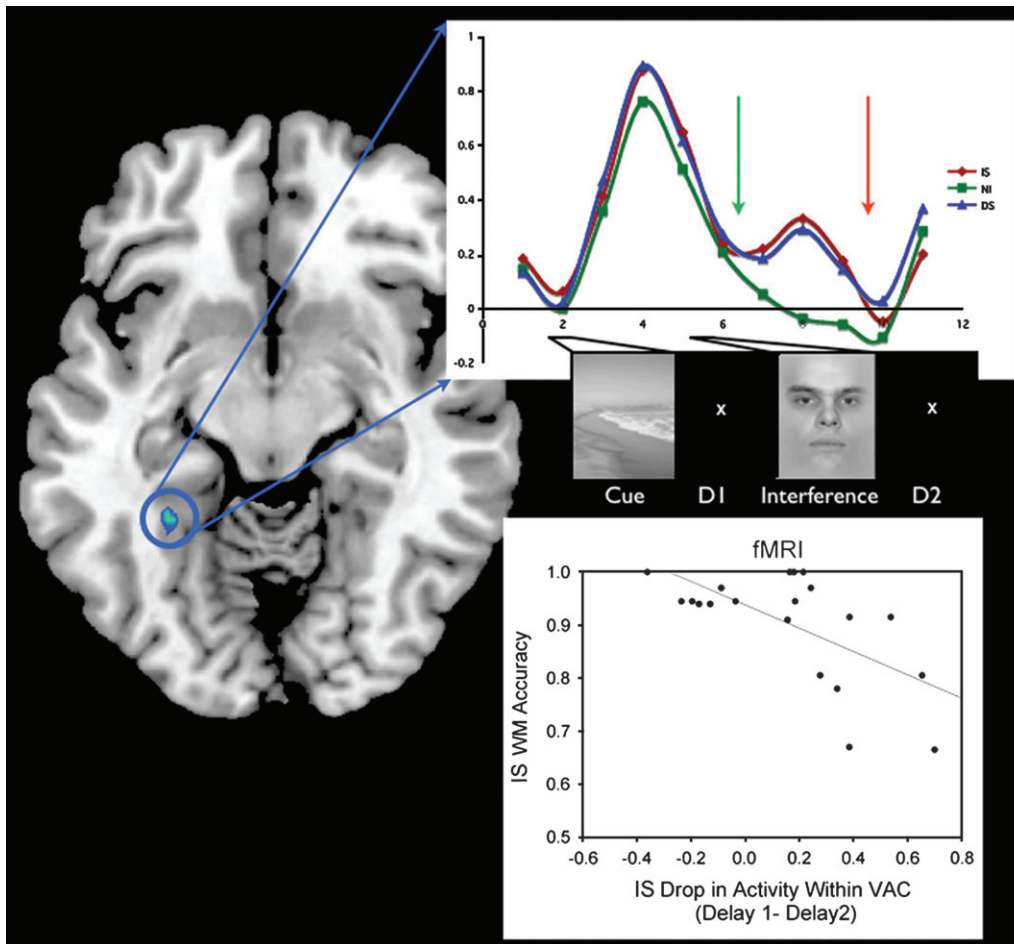 1
0.8
0.6
0.4
0.2
0
-0.2
0 2 4 6 8 10 12
IS
NI
DS
x
x
Cue D1 Interference D2
fMRI
1.0
0.9
0.8
0.7
0.6
0.5
IS WM Accuracy
-0.6 -0.4 -0.2 0.0 0.2 0.4 0.6 0.8
IS Drop in Activity Within VAC
(Delay 1- Delay2)